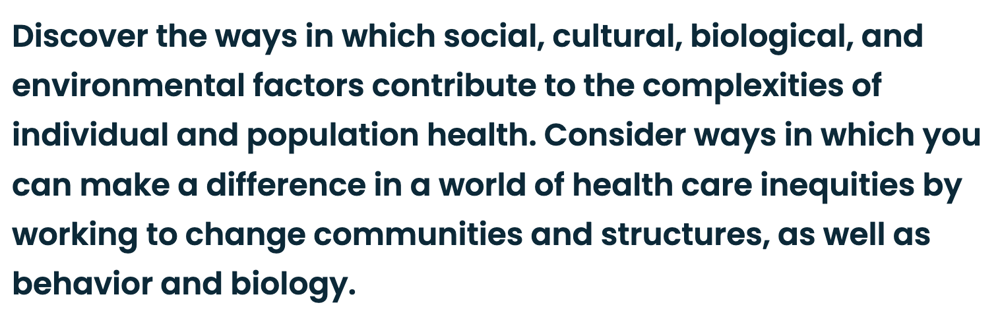 Discover the ways in which social, cultural, biological, and
environmental factors contribute to the complexities of
individual and population health. Consider ways in which you
can make a difference in a world of health care inequities by
working to change communities and structures, as well as
behavior and biology.